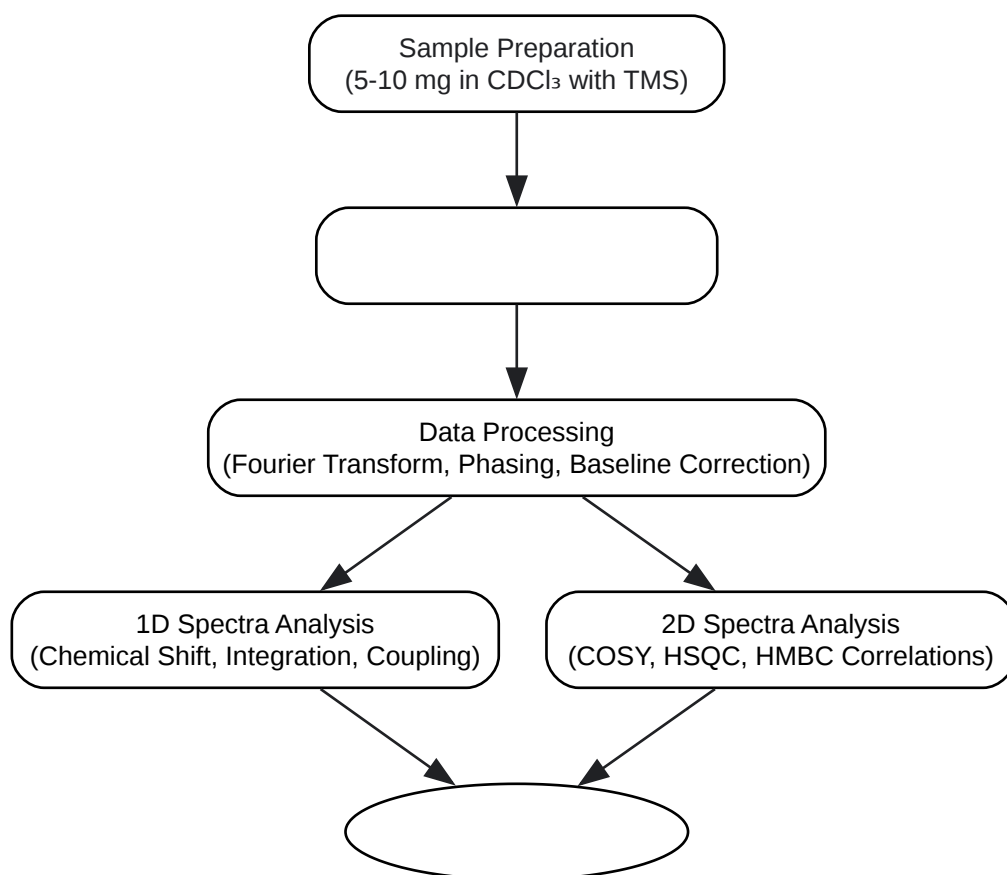 Sample Preparation
(5-10 mg in CDCl₃ with TMS)
Data Processing
(Fourier Transform, Phasing, Baseline Correction)
1D Spectra Analysis
(Chemical Shift, Integration, Coupling)
2D Spectra Analysis
(COSY, HSQC, HMBC Correlations)